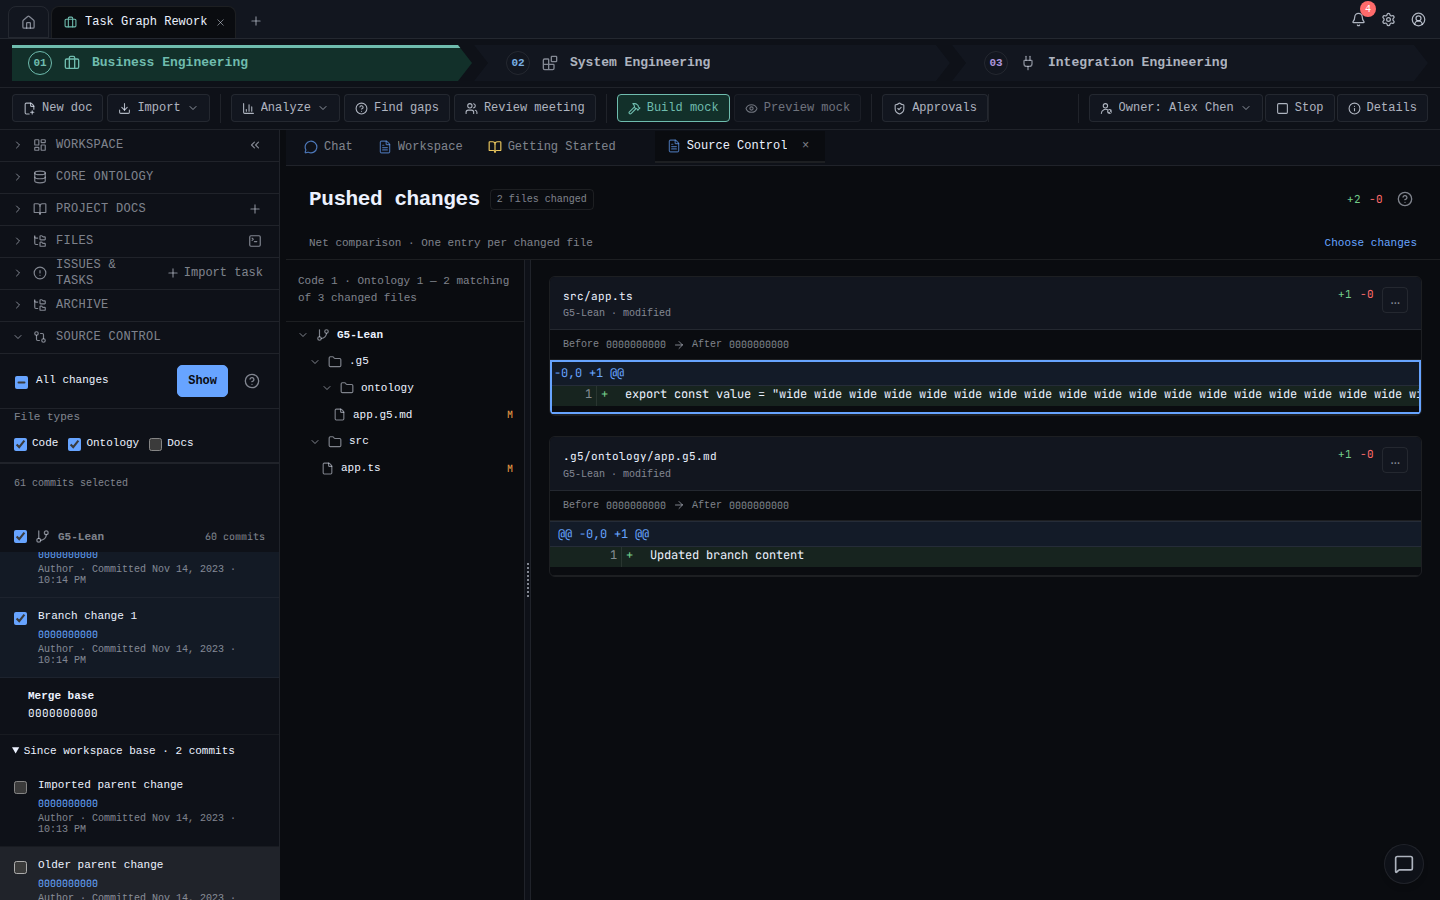 Task Graph Rework
4
01 Business Engineering
02 System Engineering
03 Integration Engineering
New doc
Import
Analyze
Find gaps
Review meeting
Build mock
Preview mock
Approvals
Owner: Alex Chen
Stop
Details
WORKSPACE
CORE ONTOLOGY
PROJECT DOCS
FILES
ISSUES &
TASKS
Import task
ARCHIVE
SOURCE CONTROL
All changes
Show
File types
Code
Ontology
Docs
61 commits selected
G5-Lean
60 commits
0000000000
Author · Committed Nov 14, 2023 ·
10:14 PM
Branch change 1
0000000000
Author · Committed Nov 14, 2023 ·
10:14 PM
Merge base
0000000000
Since workspace base · 2 commits
Imported parent change
0000000000
Author · Committed Nov 14, 2023 ·
10:13 PM
Older parent change
0000000000
Author · Committed Nov 14, 2023 ·
Chat
Workspace
Getting Started
Source Control ×
Pushed changes
2 files changed
+2 -0
Net comparison · One entry per changed file
Choose changes
Code 1 · Ontology 1 — 2 matching
of 3 changed files
G5-Lean
.g5
ontology
app.g5.md M
src
app.ts M
src/app.ts
G5-Lean · modified
+1 -0
...
Before 0000000000 → After 0000000000
-0,0 +1 @@
1 + export const value = "wide wide wide wide wide wide wide wide wide wide wide wide wide wide wide wide wide wide wi
.g5/ontology/app.g5.md
G5-Lean · modified
+1 -0
...
Before 0000000000 → After 0000000000
@@ -0,0 +1 @@
1 + Updated branch content